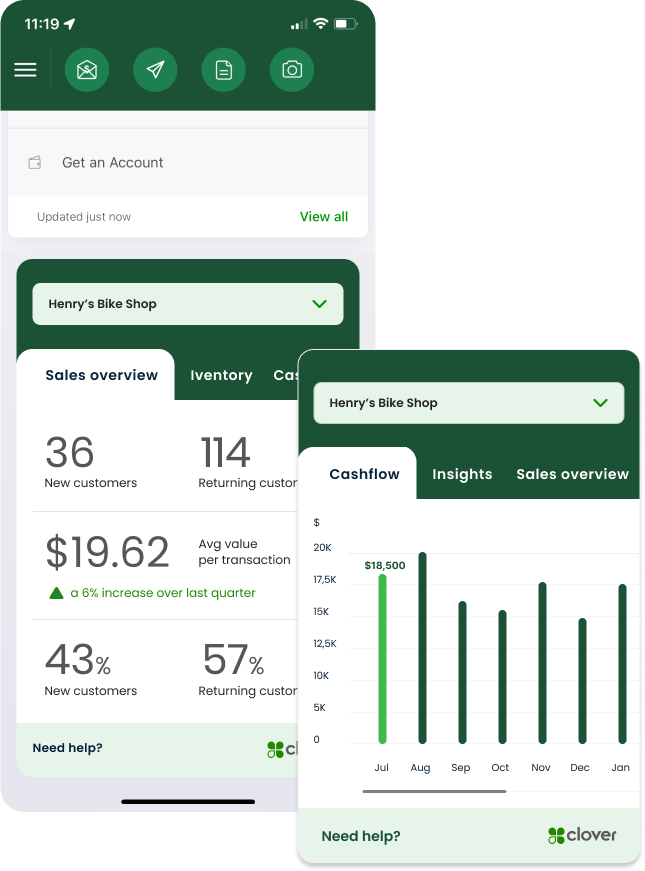 11:19
$
Get an Account
Updated just now
View all
Henry's Bike Shop
Sales overview Iventory Cas
36 114
New customers Returning custor
$19.62 Avg value
per transaction
a 6% increase over last quarter
43% 57%
New customers Returning custor
Need help? cl
Henry's Bike Shop
Cashflow Insights Sales overview
$
20K
$18,500
17,5K
15K
12,5K
10K
5K
0
Jul Aug Sep Oct Nov Dec Jan
Need help? clover